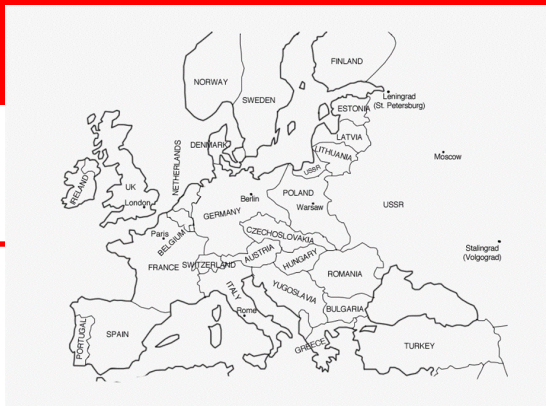 FINLAND
NORWAY
SWEDEN
Leningrad
(St. Petersburg)
ESTONIA
LATVIA
DENMARK
NETHERLANDS
LITHUANIA
Moscow
USSR
IRELAND
UK
London
Berlin
POLAND
Warsaw
USSR
GERMANY
Paris
BELGIUM
CZECHOSLOVAKIA
Stalingrad
(Volgograd)
FRANCE
SWITZERLAND
AUSTRIA
HUNGARY
ROMANIA
ITALY
YUGOSLAVIA
Rome
BULGARIA
PORTUGAL
SPAIN
GREECE
TURKEY